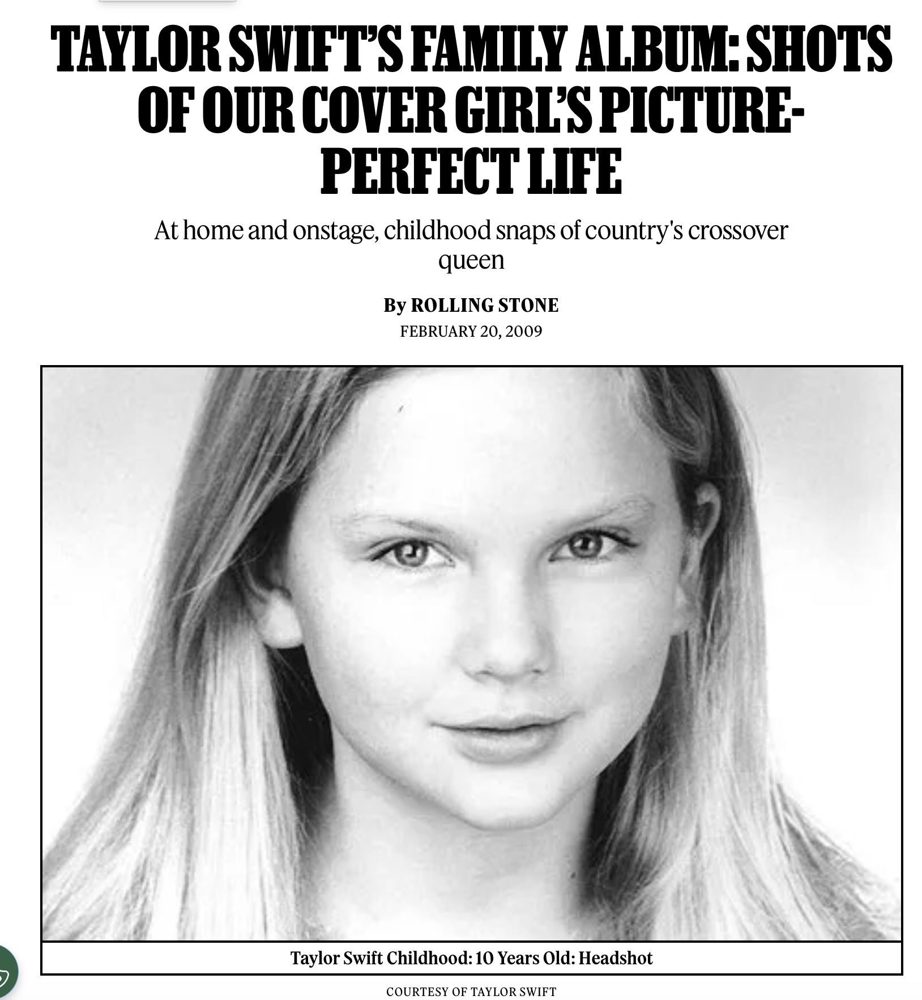 TAYLOR SWIFT’S FAMILY ALBUM: SHOTS
OF OUR COVER GIRL’S PICTURE-
PERFECT LIFE
At home and onstage, childhood snaps of country's crossover
queen
By ROLLING STONE
FEBRUARY 20, 2009
Taylor Swift Childhood: 10 Years Old: Headshot
COURTESY OF TAYLOR SWIFT